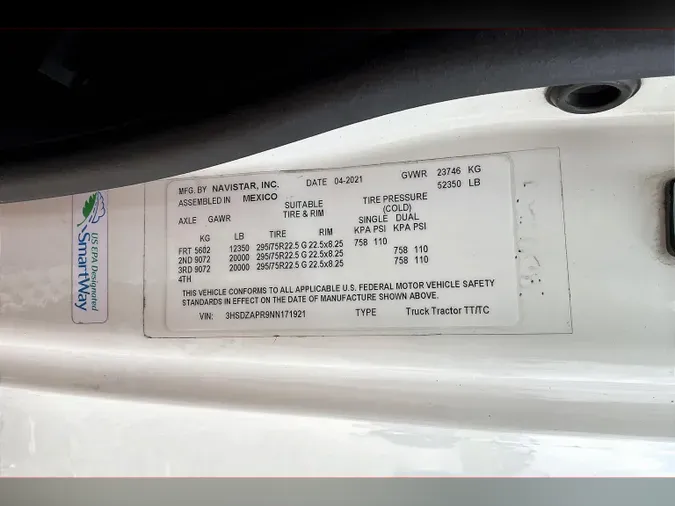 MFG. BY NAVISTAR, INC. DATE 04-2021 GVWR 23746 KG
ASSEMBLED IN MEXICO 52350 LB
SUITABLE TIRE PRESSURE
AXLE GAWR TIRE & RIM (COLD)
SINGLE DUAL
KG LB TIRE RIM KPA PSI KPA PSI
FRT 5602 12350 295/75R22.5 G 22.5x8.25 758 110
2ND 9072 20000 295/75R22.5 G 22.5x8.25 758 110
3RD 9072 20000 295/75R22.5 G 22.5x8.25 758 110
4TH
THIS VEHICLE CONFORMS TO ALL APPLICABLE U.S. FEDERAL MOTOR VEHICLE SAFETY
STANDARDS IN EFFECT ON THE DATE OF MANUFACTURE SHOWN ABOVE.
VIN: 3HSDZAPR9NN171921 TYPE Truck Tractor TT/TC
US EPA Designated
SmartWay